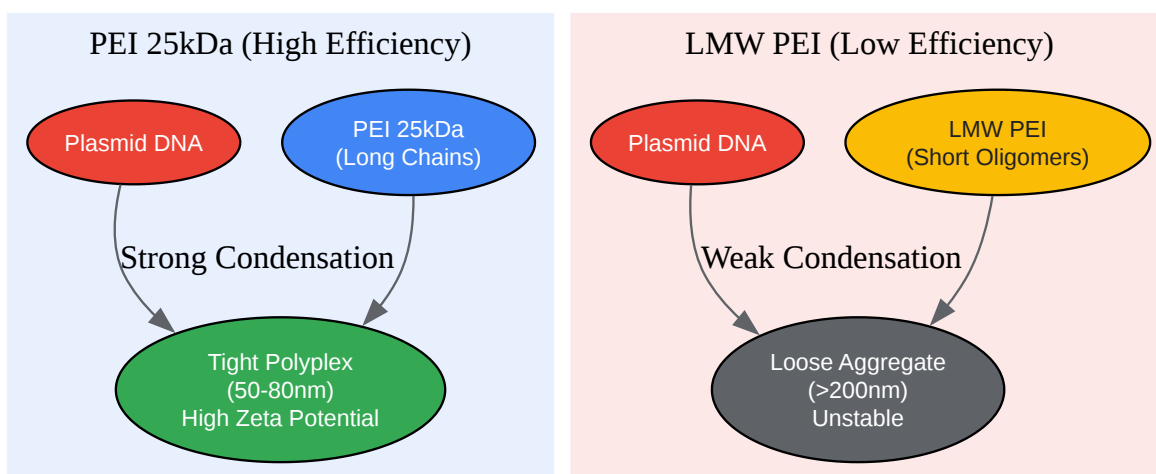 PEI 25kDa (High Efficiency)
Plasmid DNA
PEI 25kDa
(Long Chains)
Strong Condensation
Tight Polyplex
(50-80nm)
High Zeta Potential
LMW PEI (Low Efficiency)
Plasmid DNA
LMW PEI
(Short Oligomers)
Weak Condensation
Loose Aggregate
(>200nm)
Unstable